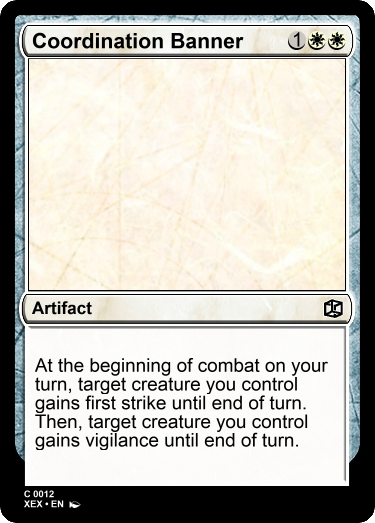 Coordination Banner 1
Artifact
At the beginning of combat on your
turn, target creature you control
gains first strike until end of turn.
Then, target creature you control
gains vigilance until end of turn.
C 0012
XEX • EN